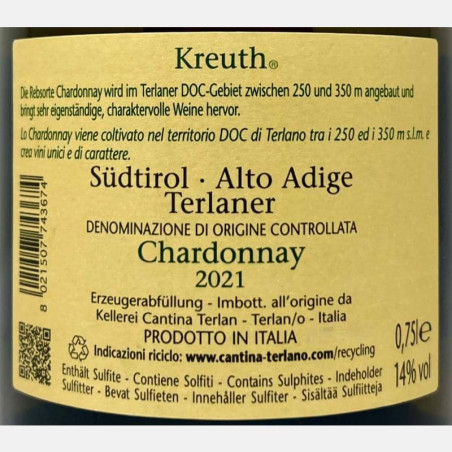 Kreuth®
Die Rebsorte Chardonnay wird im Terlaner DOC-Gebiet zwischen 250 und 350 m angebaut und
bringt sehr eigenständige, charaktervolle Weine hervor.
Lo Chardonnay viene coltivato nel territorio DOC di Terlano tra i 250 ed i 350 m s.l.m. e
crea vini unici e di carattere.
Südtirol · Alto Adige
Terlaner
DENOMINAZIONE DI ORIGINE CONTROLLATA
Chardonnay
2021
Erzeugerabfüllung - Imbott. all'origine da
Kellerei Cantina Terlan - Terlan/o - Italia
PRODOTTO IN ITALIA
Indicazioni riciclo: www.cantina-terlano.com/recycling
Enthält Sulfite - Contiene Solfiti - Contains Sulphites - Indeholder
Sulfitter - Bevat Sulfieten - Innehåller Sulfiter - Sisältää Sulfiitteja
0,75le
14% vol
8 021507 743674